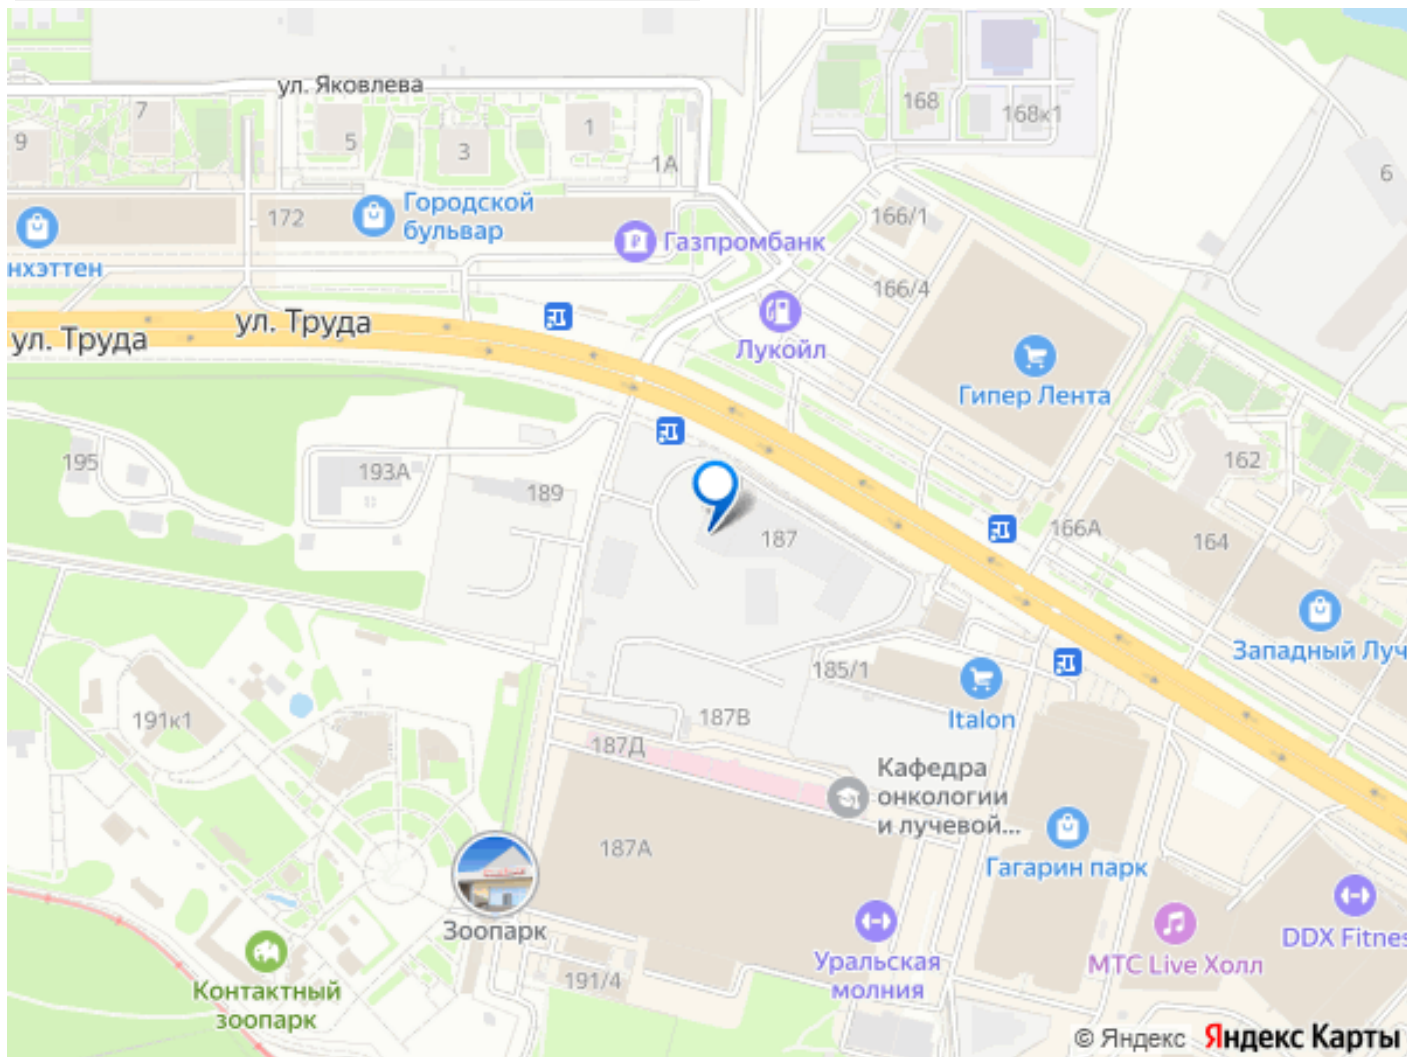 ул. Яковлева
7
9
5
3
1
1А
168
168к1
6
172
Городской
бульвар
Газпромбанк
166/1
нхэттен
166/4
ул. Труда
ул. Труда
Лукойл
Гипер Лента
195
193А
189
162
187
166А
164
185/1
Западный Луч
191к1
187В
Italon
187Д
Кафедра
онкологии
и лучевой...
187А
Гагарин парк
Зоопарк
Уральская
молния
МТС Live Холл
DDX Fitnes
191/4
Контактный
зоопарк
© Яндекс Яндекс Карты